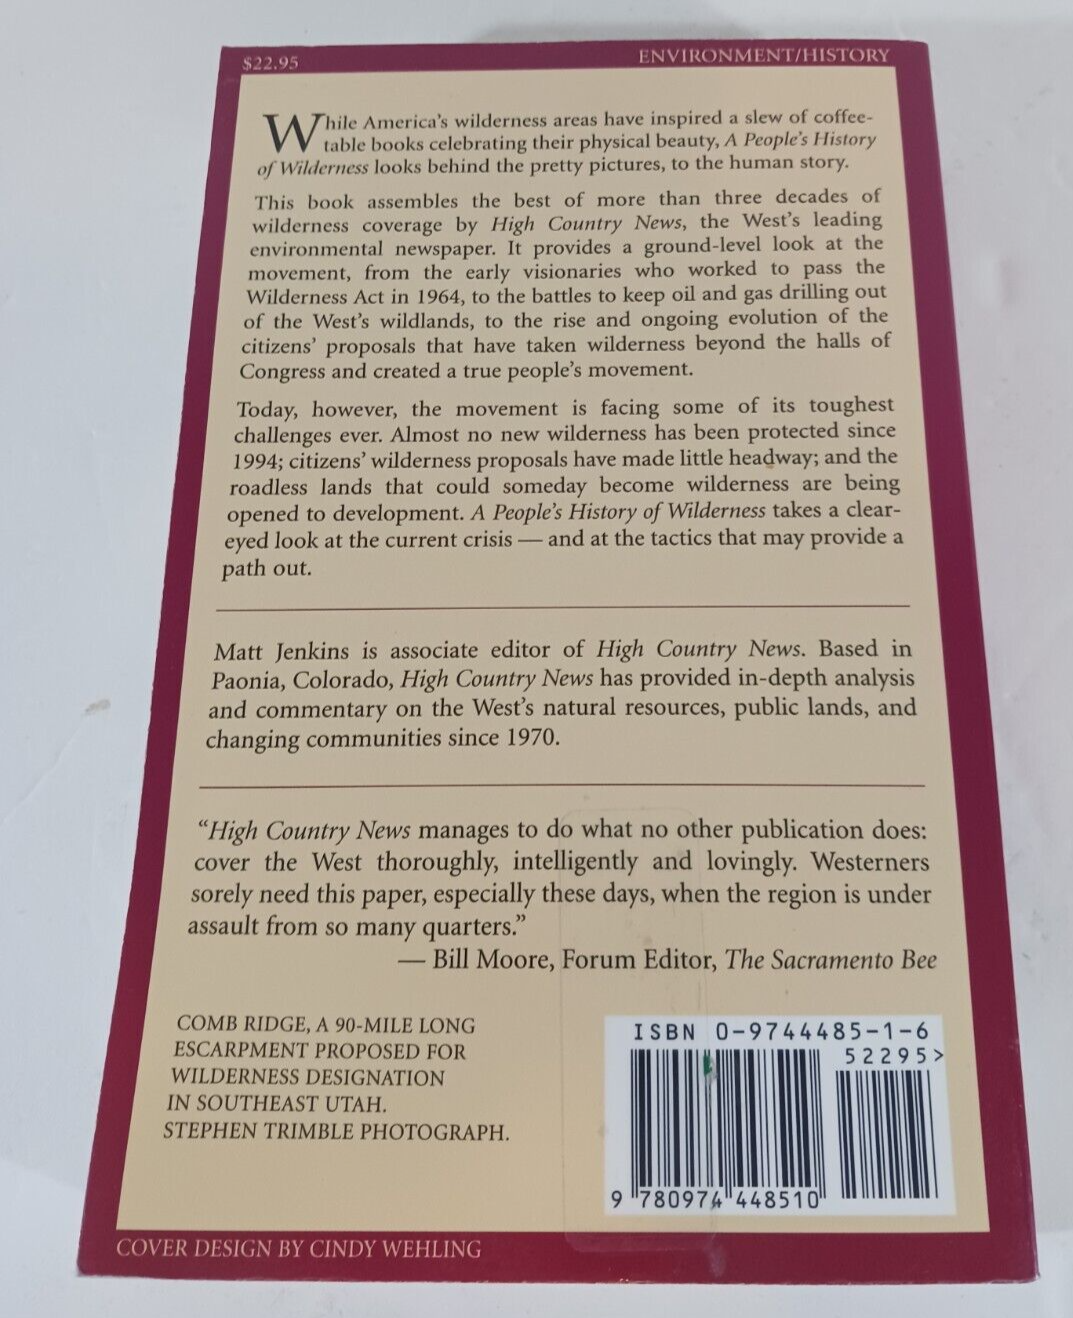 $22.95
ENVIRONMENT/HISTORY
While America's wilderness areas have inspired a slew of coffee-
table books celebrating their physical beauty, A People's History
of Wilderness looks behind the pretty pictures, to the human story.
This book assembles the best of more than three decades of
wilderness coverage by High Country News, the West's leading
environmental newspaper. It provides a ground-level look at the
movement, from the early visionaries who worked to pass the
Wilderness Act in 1964, to the battles to keep oil and gas drilling out
of the West's wildlands, to the rise and ongoing evolution of the
citizens' proposals that have taken wilderness beyond the halls of
Congress and created a true people's movement.
Today, however, the movement is facing some of its toughest
challenges ever. Almost no new wilderness has been protected since
1994; citizens' wilderness proposals have made little headway; and the
roadless lands that could someday become wilderness are being
opened to development. A People's History of Wilderness takes a clear-
eyed look at the current crisis — and at the tactics that may provide a
path out.
Matt Jenkins is associate editor of High Country News. Based in
Paonia, Colorado, High Country News has provided in-depth analysis
and commentary on the West's natural resources, public lands, and
changing communities since 1970.
“High Country News manages to do what no other publication does:
cover the West thoroughly, intelligently and lovingly. Westerners
sorely need this paper, especially these days, when the region is under
assault from so many quarters.”
— Bill Moore, Forum Editor, The Sacramento Bee
COMB RIDGE, A 90-MILE LONG
ESCARPMENT PROPOSED FOR
WILDERNESS DESIGNATION
IN SOUTHEAST UTAH.
STEPHEN TRIMBLE PHOTOGRAPH.
ISBN 0-9744485-1-6
52295>
9 780974 448510
COVER DESIGN BY CINDY WEHLING